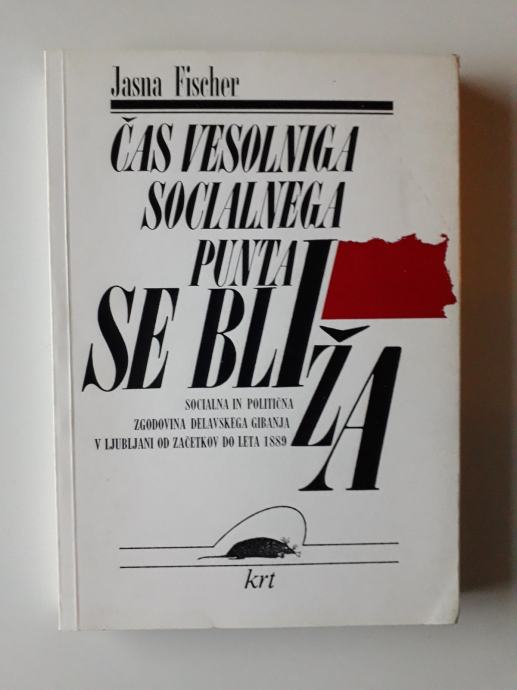 Jasna Fischer
ČAS VESOLNIGA
SOCIALNEGA
PUNTA
SE BLIŽA
SOCIALNA IN POLITIČNA
ZGODOVINA DELAVSKEGA GIBANJA
V LJUBLJANI OD ZAČETKOV DO LETA 1889
krt